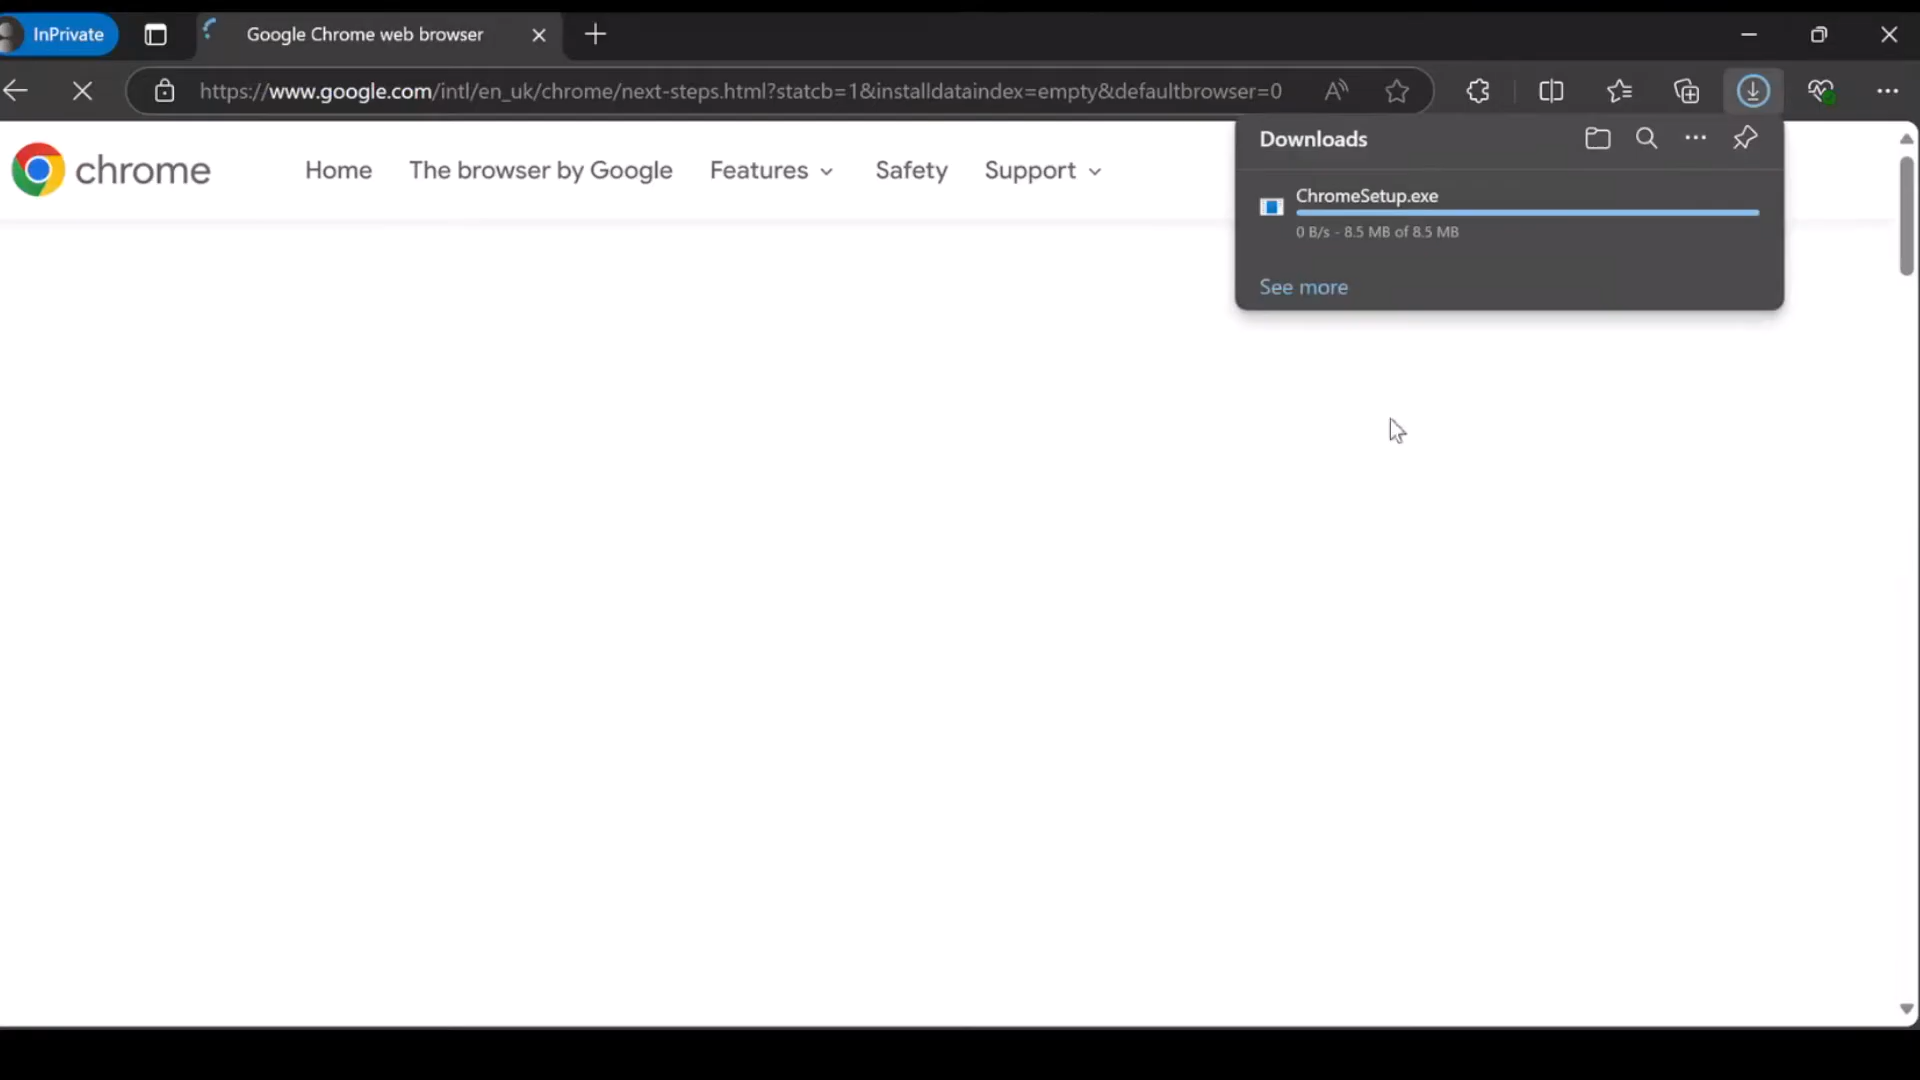 InPrivate
Google Chrome web browser
https://www.google.com/intl/en_uk/chrome/next-steps.html?statcb=1&installdataindex=empty&defaultbrowser=0
chrome
Home
The browser by Google
Features
Safety
Support
Downloads
ChromeSetup.exe
0 B/s - 8.5 MB of 8.5 MB
See more